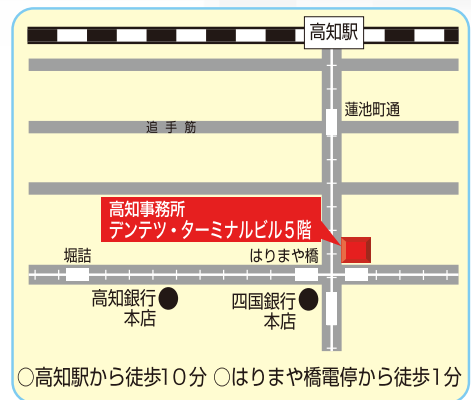 高知駅
蓮池町通
追手筋
高知事務所
デンテツ・ターミナルビル5階
堀詰
はりまや橋
高知銀行
本店
四国銀行
本店
○高知駅から徒歩10分 ○はりまや橋電停から徒歩1分